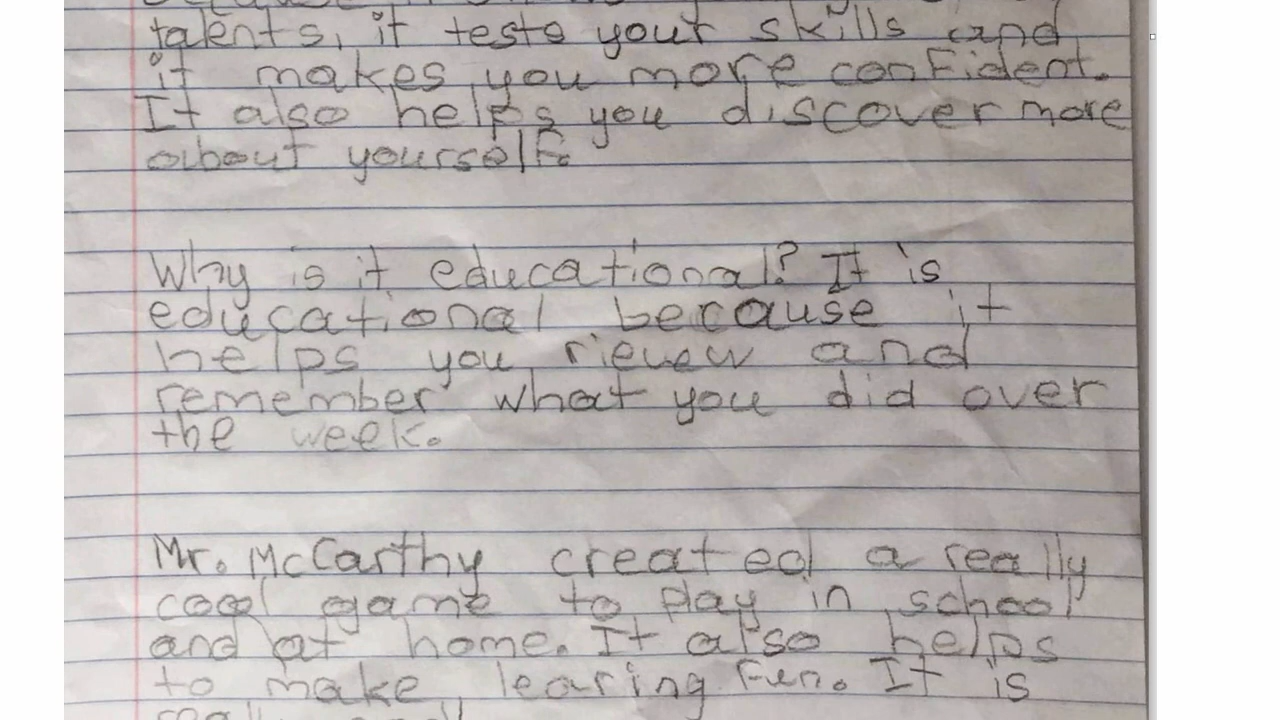 talents, it tests your skills and
it makes you more confident.
It also helps you discover more
about yourself.
Why is it educational? It is
educational because it
helps you rievew and
remember what you did over
the week.
Mr. McCarthy created a really
cool game to play in school
and at home. It also helps
to make learing fun. It is